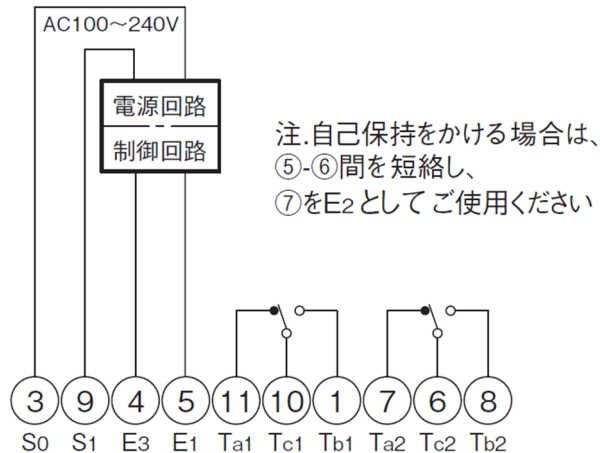 AC100～240V
電源回路
制御回路
注.自己保持をかける場合は、
⑤-⑥間を短絡し、
⑦をE2としてご使用ください
3 9 4 5 11 10 1 7 6 8
S0 S1 E3 E1 Ta1 Tc1 Tb1 Ta2 Tc2 Tb2